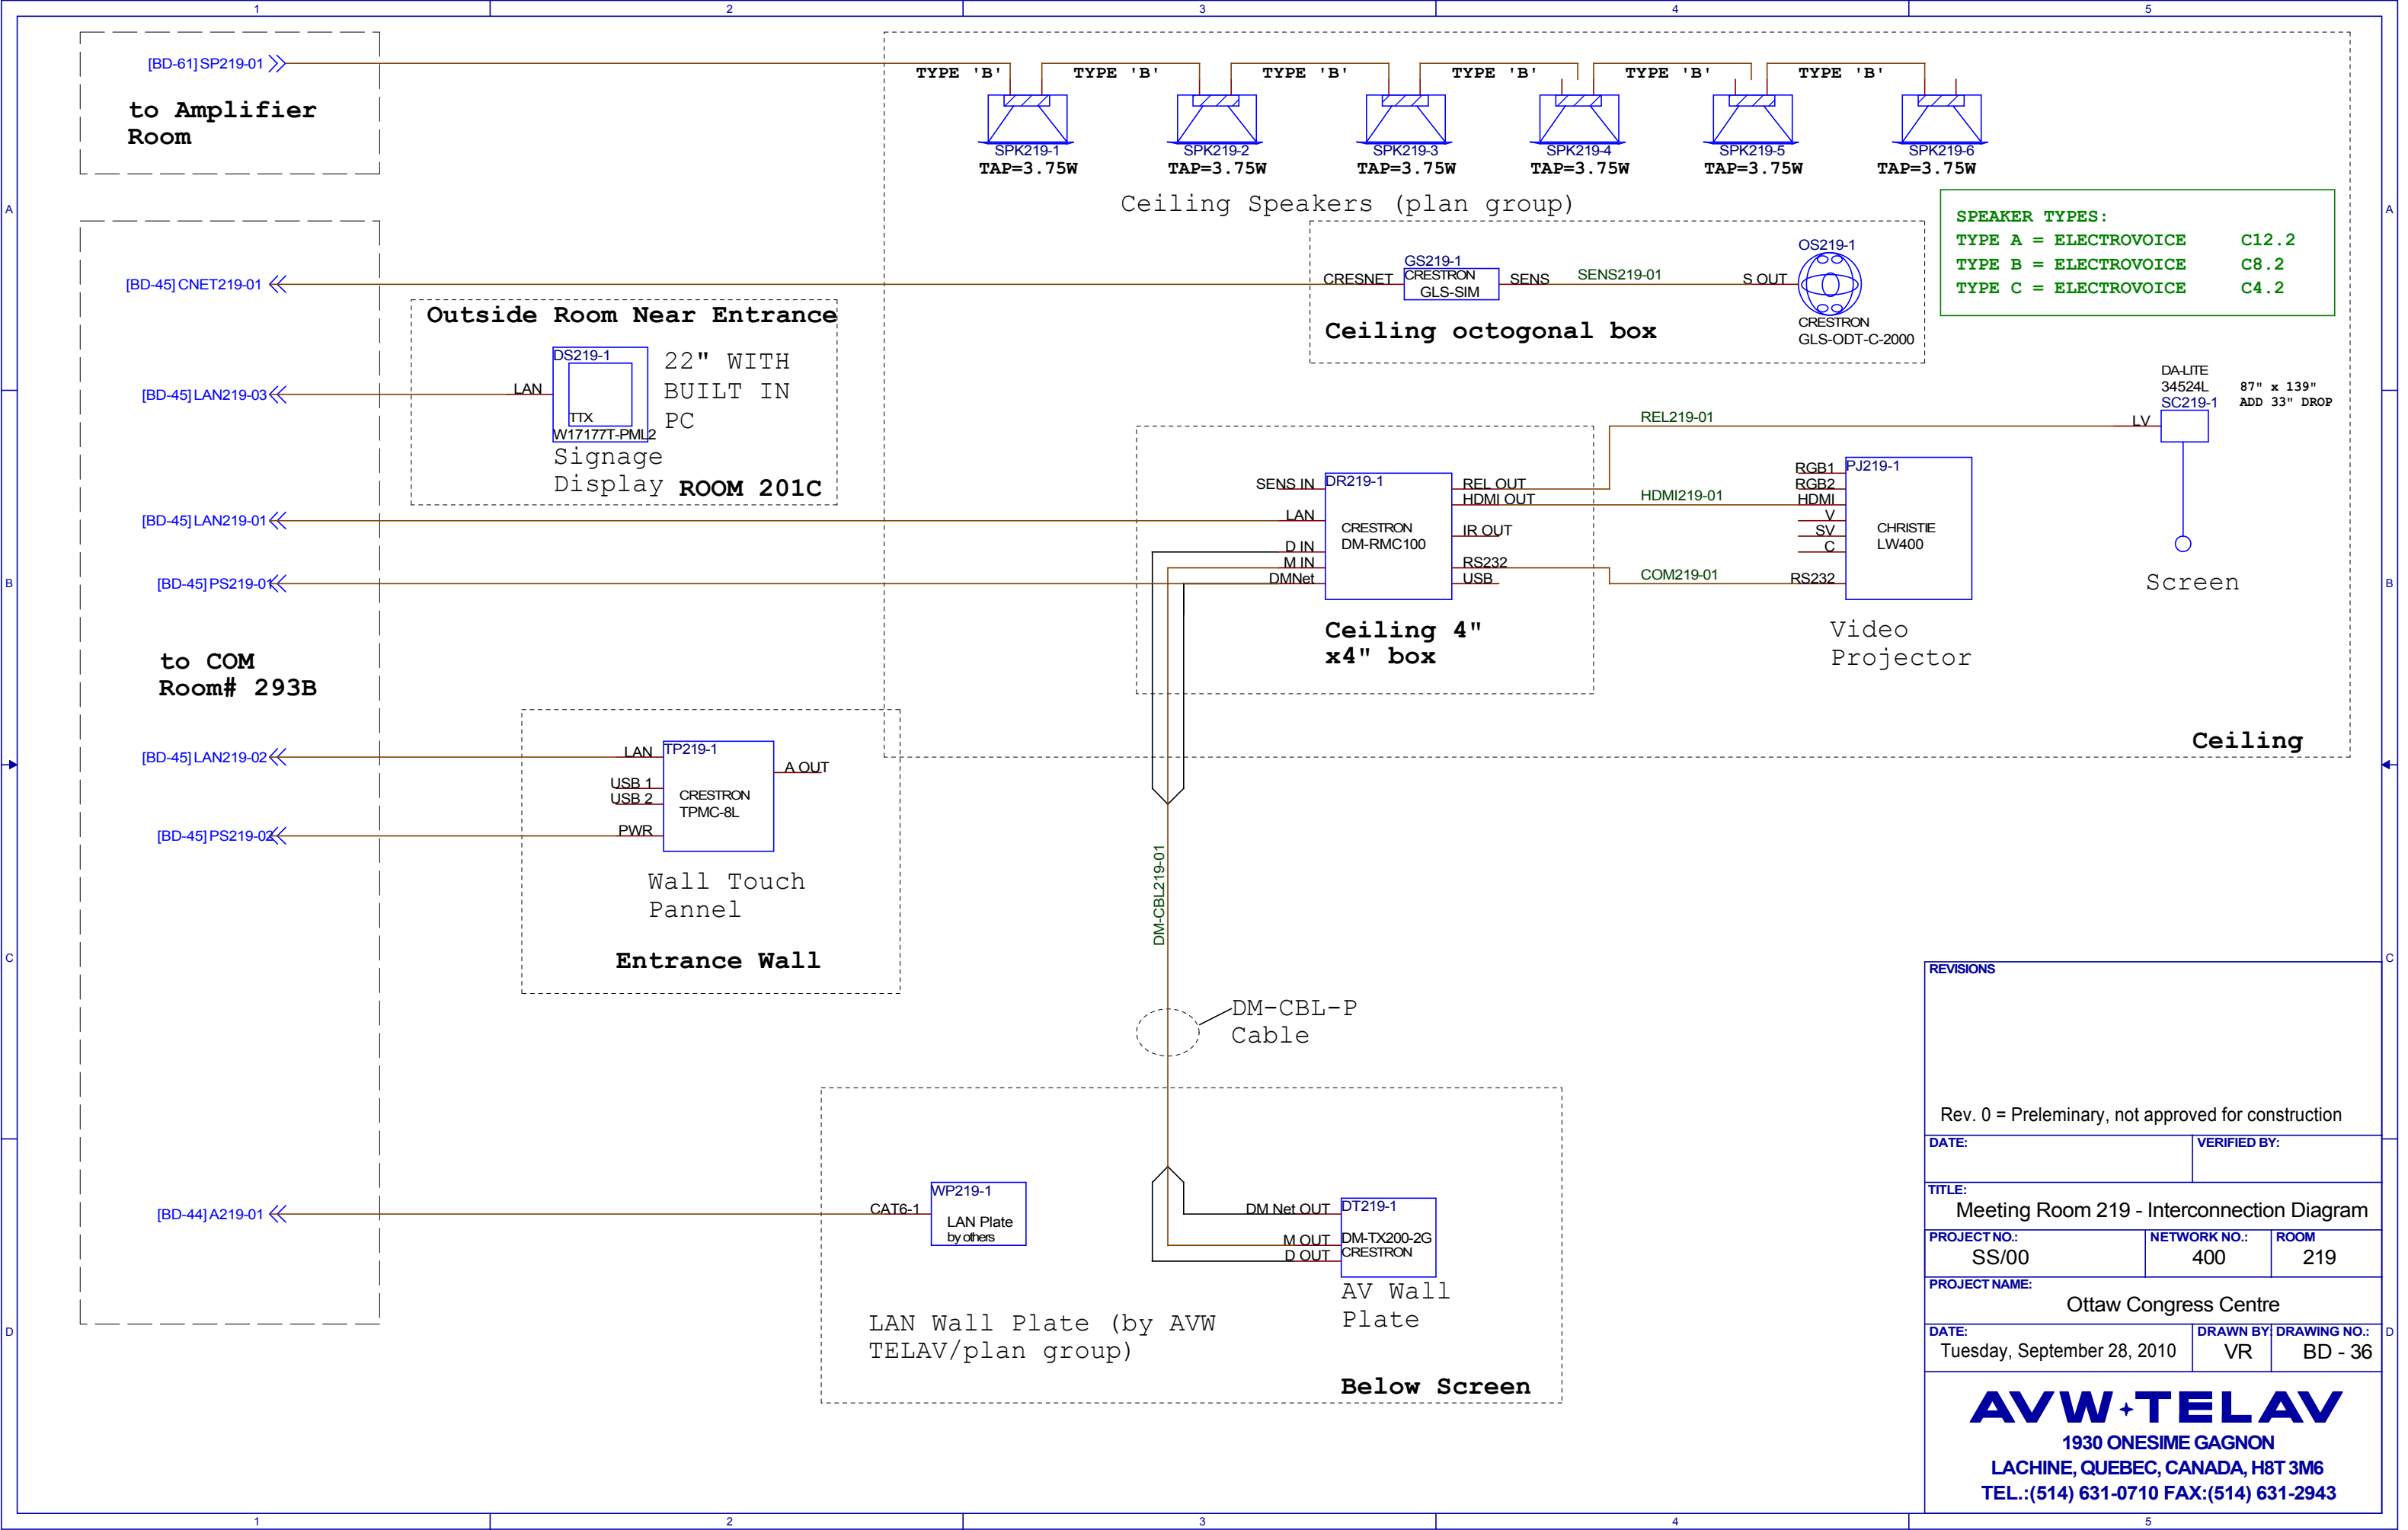 1 2 3 4 5
[BD-61] SP219-01
to Amplifier
Room
TYPE 'B' TYPE 'B' TYPE 'B' TYPE 'B' TYPE 'B' TYPE 'B'
SPK219-1 SPK219-2 SPK219-3 SPK219-4 SPK219-5 SPK219-6
TAP=3.75W TAP=3.75W TAP=3.75W TAP=3.75W TAP=3.75W TAP=3.75W
Ceiling Speakers (plan group)
A A
SPEAKER TYPES:
TYPE A = ELECTROVOICE C12.2
TYPE B = ELECTROVOICE C8.2
TYPE C = ELECTROVOICE C4.2
[BD-45] CNET219-01
CRESNET
GS219-1
CRESTRON
GLS-SIM
SENS
SENS219-01
S OUT
OS219-1
CRESTRON
GLS-ODT-C-2000
Ceiling octogonal box
Outside Room Near Entrance
[BD-45] LAN219-03
LAN
DS219-1
TTX
W17177T-PML2
22" WITH
BUILT IN
PC
Signage
Display
ROOM 201C
DA-LITE
34524L
SC219-1
87" x 139"
ADD 33" DROP
LV
Screen
REL219-01
[BD-45] LAN219-01
[BD-45] PS219-01
SENS IN
LAN
D IN
M IN
DMNet
DR219-1
CRESTRON
DM-RMC100
REL OUT
HDMI OUT
IR OUT
RS232
USB
HDMI219-01
COM219-01
Ceiling 4"
x4" box
RGB1
RGB2
HDMI
V
SV
C
RS232
PJ219-1
CHRISTIE
LW400
Video
Projector
B B
Ceiling
to COM
Room# 293B
[BD-45] LAN219-02
[BD-45] PS219-02
LAN
USB 1
USB 2
PWR
TP219-1
CRESTRON
TPMC-8L
A OUT
Wall Touch
Pannel
Entrance Wall
DM-CBL219-01
DM-CBL-P
Cable
C C
[BD-44] A219-01
CAT6-1
WP219-1
LAN Plate
by others
LAN Wall Plate (by AVW
TELAV/plan group)
DM Net OUT
M OUT
D OUT
DT219-1
DM-TX200-2G
CRESTRON
AV Wall
Plate
Below Screen
D D
REVISIONS
Rev. 0 = Preleminary, not approved for construction
DATE: VERIFIED BY:
TITLE:
Meeting Room 219 - Interconnection Diagram
PROJECT NO.: NETWORK NO.: ROOM
SS/00 400 219
PROJECT NAME:
Ottaw Congress Centre
DATE: DRAWN BY: DRAWING NO.:
Tuesday, September 28, 2010 VR BD - 36
AVW TELAV
1930 ONESIME GAGNON
LACHINE, QUEBEC, CANADA, H8T 3M6
TEL.:(514) 631-0710 FAX:(514) 631-2943
1 2 3 4 5